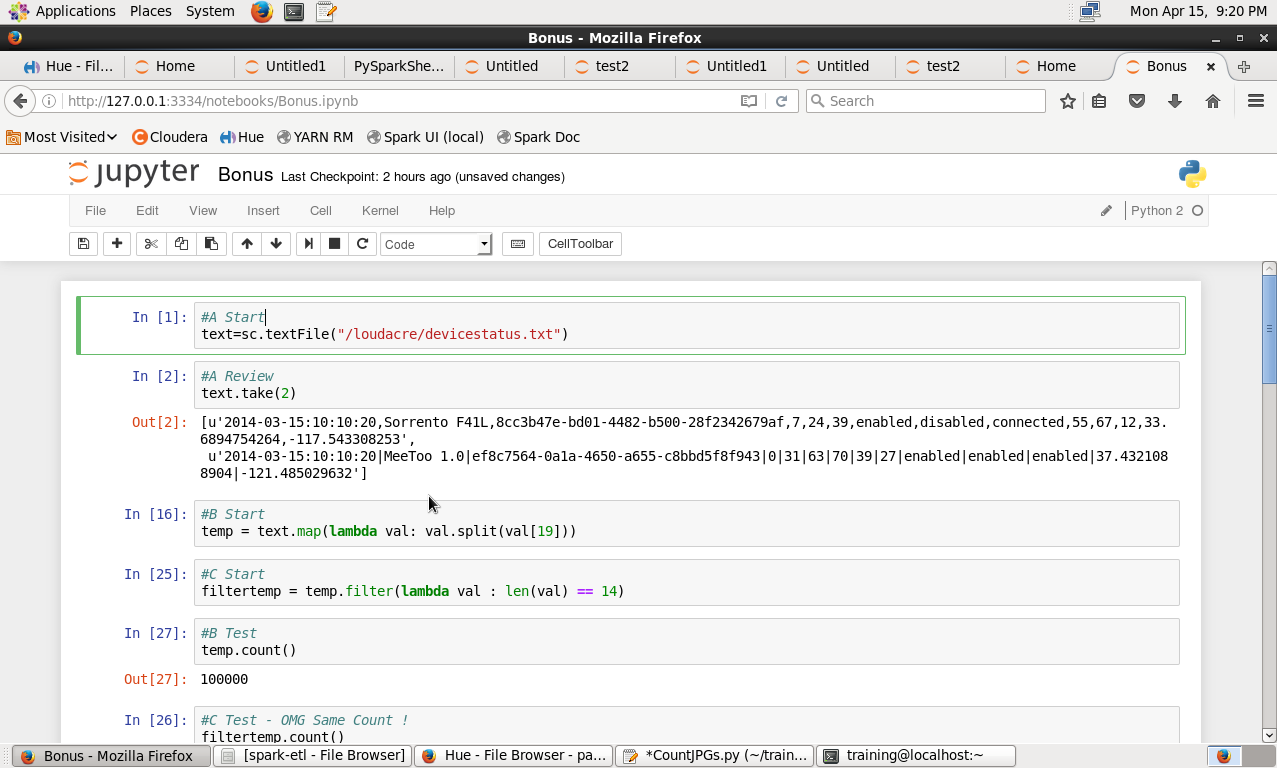 Applications Places System Mon Apr 15, 9:20 PM
Bonus - Mozilla Firefox
Hue - Fil... Home Untitled1 PySparkSha... Untitled test2 Untitled1 Untitled test2 Home Bonus
http://127.0.0.1:3334/notebooks/Bonus.ipynb Search
Most Visited Cloudera Hue YARN RM Spark UI (local) Spark Doc
jupyter Bonus Last Checkpoint: 2 hours ago (unsaved changes)
File Edit View Insert Cell Kernel Help Python 2
Code CellToolbar
In [1]: #A Start
text=sc.textFile("/loudacre/devicestatus.txt")
In [2]: #A Review
text.take(2)
Out[2]: [u'2014-03-15:10:10:20,Sorrento F41L,8cc3b47e-bd01-4482-b500-28f2342679af,7,24,39,enabled,disabled,connected,55,67,12,33.
6894754264,-117.543308253',
u'2014-03-15:10:10:20|MeeToo 1.0|ef8c7564-0a1a-4650-a655-c8bbd5f8f943|0|31|63|70|39|27|enabled|enabled|enabled|37.432108
8904|-121.485029632']
In [16]: #B Start
temp = text.map(lambda val: val.split(val[19]))
In [25]: #C Start
filtertemp = temp.filter(lambda val : len(val) == 14)
In [27]: #B Test
temp.count()
Out[27]: 100000
In [26]: #C Test - OMG Same Count !
filtertemp.count()
Bonus - Mozilla Firefox [spark-etl - File Browser] Hue - File Browser - pa... *CountJPGs.py (~/train... training@localhost:~